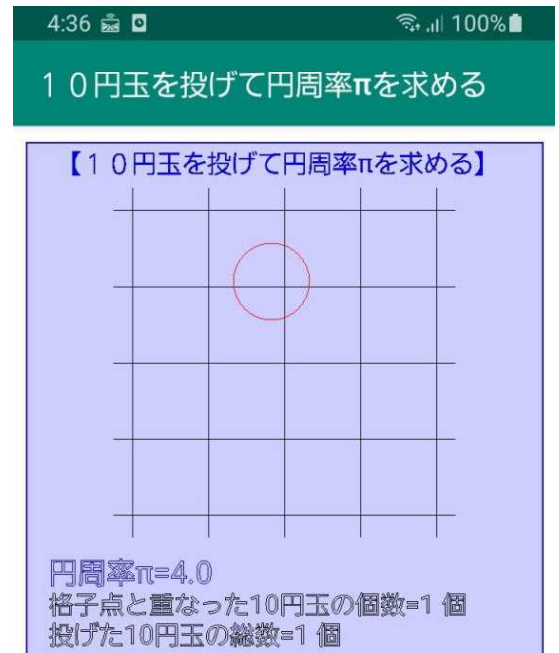 4:36 100%
１０円玉を投げて円周率πを求める
【１０円玉を投げて円周率πを求める】
円周率π=4.0
格子点と重なった10円玉の個数=1 個
投げた10円玉の総数=1 個